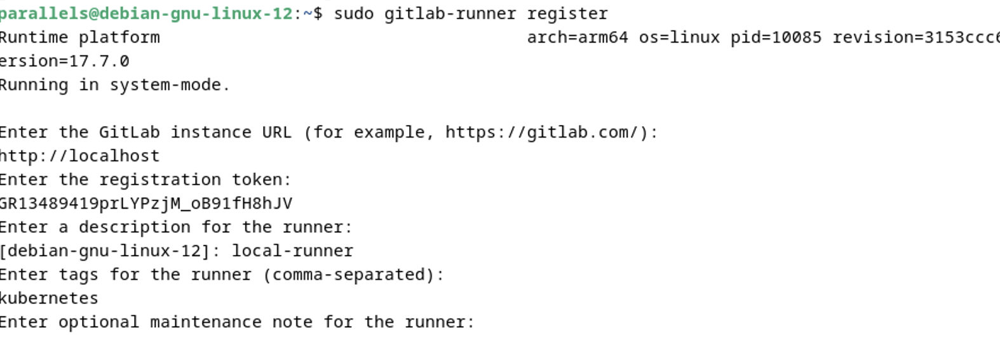 parallels@debian-gnu-linux-12:~$ sudo gitlab-runner register
Runtime platform arch=arm64 os=linux pid=10085 revision=3153ccc6
ersion=17.7.0
Running in system-mode.
Enter the GitLab instance URL (for example, https://gitlab.com/):
http://localhost
Enter the registration token:
GR13489419prLYPzjM_oB91fH8hJV
Enter a description for the runner:
[debian-gnu-linux-12]: local-runner
Enter tags for the runner (comma-separated):
kubernetes
Enter optional maintenance note for the runner: